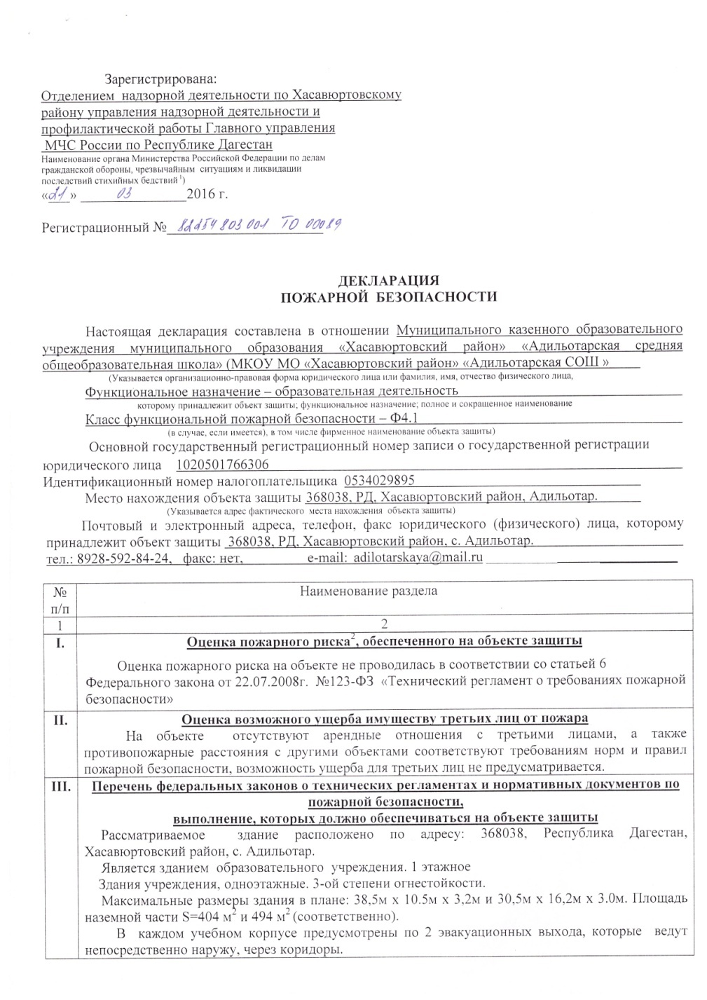 Зарегистрирована:
Отделением надзорной деятельности по Хасавюртовскому
району управления надзорной деятельности и
профилактической работы Главного управления
МЧС России по Республике Дагестан
Наименование органа Министерства Российской Федерации по делам
гражданской обороны, чрезвычайным ситуациям и ликвидации
последствий стихийных бедствий ¹)
«21» 03 2016 г.
Регистрационный № 82254 803 001 ТО 00089
ДЕКЛАРАЦИЯ
ПОЖАРНОЙ БЕЗОПАСНОСТИ
Настоящая декларация составлена в отношении Муниципального казенного образовательного
учреждения муниципального образования «Хасавюртовский район» «Адильотарская средняя
общеобразовательная школа» (МКОУ МО «Хасавюртовский район» «Адильотарская СОШ »
(Указывается организационно-правовая форма юридического лица или фамилия, имя, отчество физического лица,
Функциональное назначение – образовательная деятельность
которому принадлежит объект защиты; функциональное назначение; полное и сокращенное наименование
Класс функциональной пожарной безопасности – Ф4.1
(в случае, если имеется), в том числе фирменное наименование объекта защиты)
Основной государственный регистрационный номер записи о государственной регистрации
юридического лица 1020501766306
Идентификационный номер налогоплательщика 0534029895
Место нахождения объекта защиты 368038, РД, Хасавюртовский район, Адильотар.
(Указывается адрес фактического места нахождения объекта защиты)
Почтовый и электронный адреса, телефон, факс юридического (физического) лица, которому
принадлежит объект защиты 368038, РД, Хасавюртовский район, с. Адильотар.
тел.: 8928-592-84-24, факс: нет, e-mail: adilotarskaya@mail.ru
№ Наименование раздела
п/п
1 2
I. Оценка пожарного риска², обеспеченного на объекте защиты
Оценка пожарного риска на объекте не проводилась в соответствии со статьей 6
Федерального закона от 22.07.2008г. №123-ФЗ «Технический регламент о требованиях пожарной
безопасности»
II. Оценка возможного ущерба имуществу третьих лиц от пожара
На объекте отсутствуют арендные отношения с третьими лицами, а также
противопожарные расстояния с другими объектами соответствуют требованиям норм и правил
пожарной безопасности, возможность ущерба для третьих лиц не предусматривается.
III. Перечень федеральных законов о технических регламентах и нормативных документов по
пожарной безопасности,
выполнение, которых должно обеспечиваться на объекте защиты
Рассматриваемое здание расположено по адресу: 368038, Республика Дагестан,
Хасавюртовский район, с. Адильотар.
Является зданием образовательного учреждения. 1 этажное
Здания учреждения, одноэтажные. 3-ой степени огнестойкости.
Максимальные размеры здания в плане: 38,5м х 10.5м х 3,2м и 30,5м х 16,2м х 3.0м. Площадь
наземной части S=404 м² и 494 м² (соответственно).
В каждом учебном корпусе предусмотрены по 2 эвакуационных выхода, которые ведут
непосредственно наружу, через коридоры.